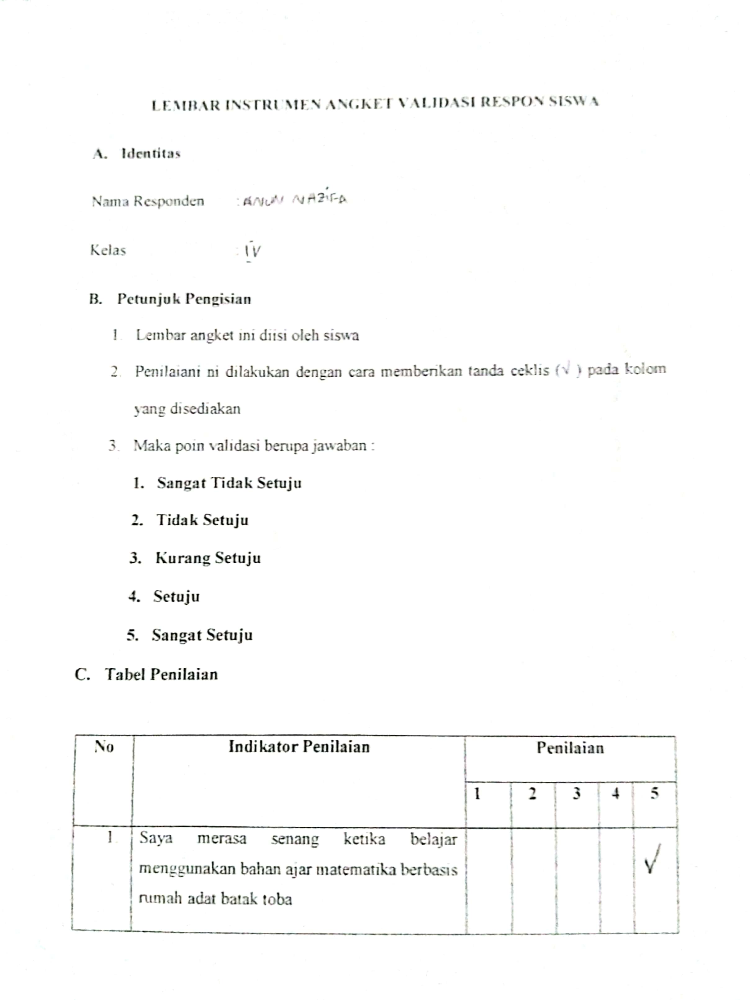 LEMBAR INSTRUMEN ANGKET VALIDASI RESPON SISWA
A. Identitas
Nama Responden : ANUN NAZIFA
Kelas : IV
B. Petunjuk Pengisian
1. Lembar angket ini diisi oleh siswa
2. Penilaiani ni dilakukan dengan cara memberikan tanda ceklis (√ ) pada kolom
yang disediakan
3. Maka poin validasi berupa jawaban :
1. Sangat Tidak Setuju
2. Tidak Setuju
3. Kurang Setuju
4. Setuju
5. Sangat Setuju
C. Tabel Penilaian
No Indikator Penilaian Penilaian
1 2 3 4 5
1. Saya merasa senang ketika belajar √
menggunakan bahan ajar matematika berbasis
rumah adat batak toba